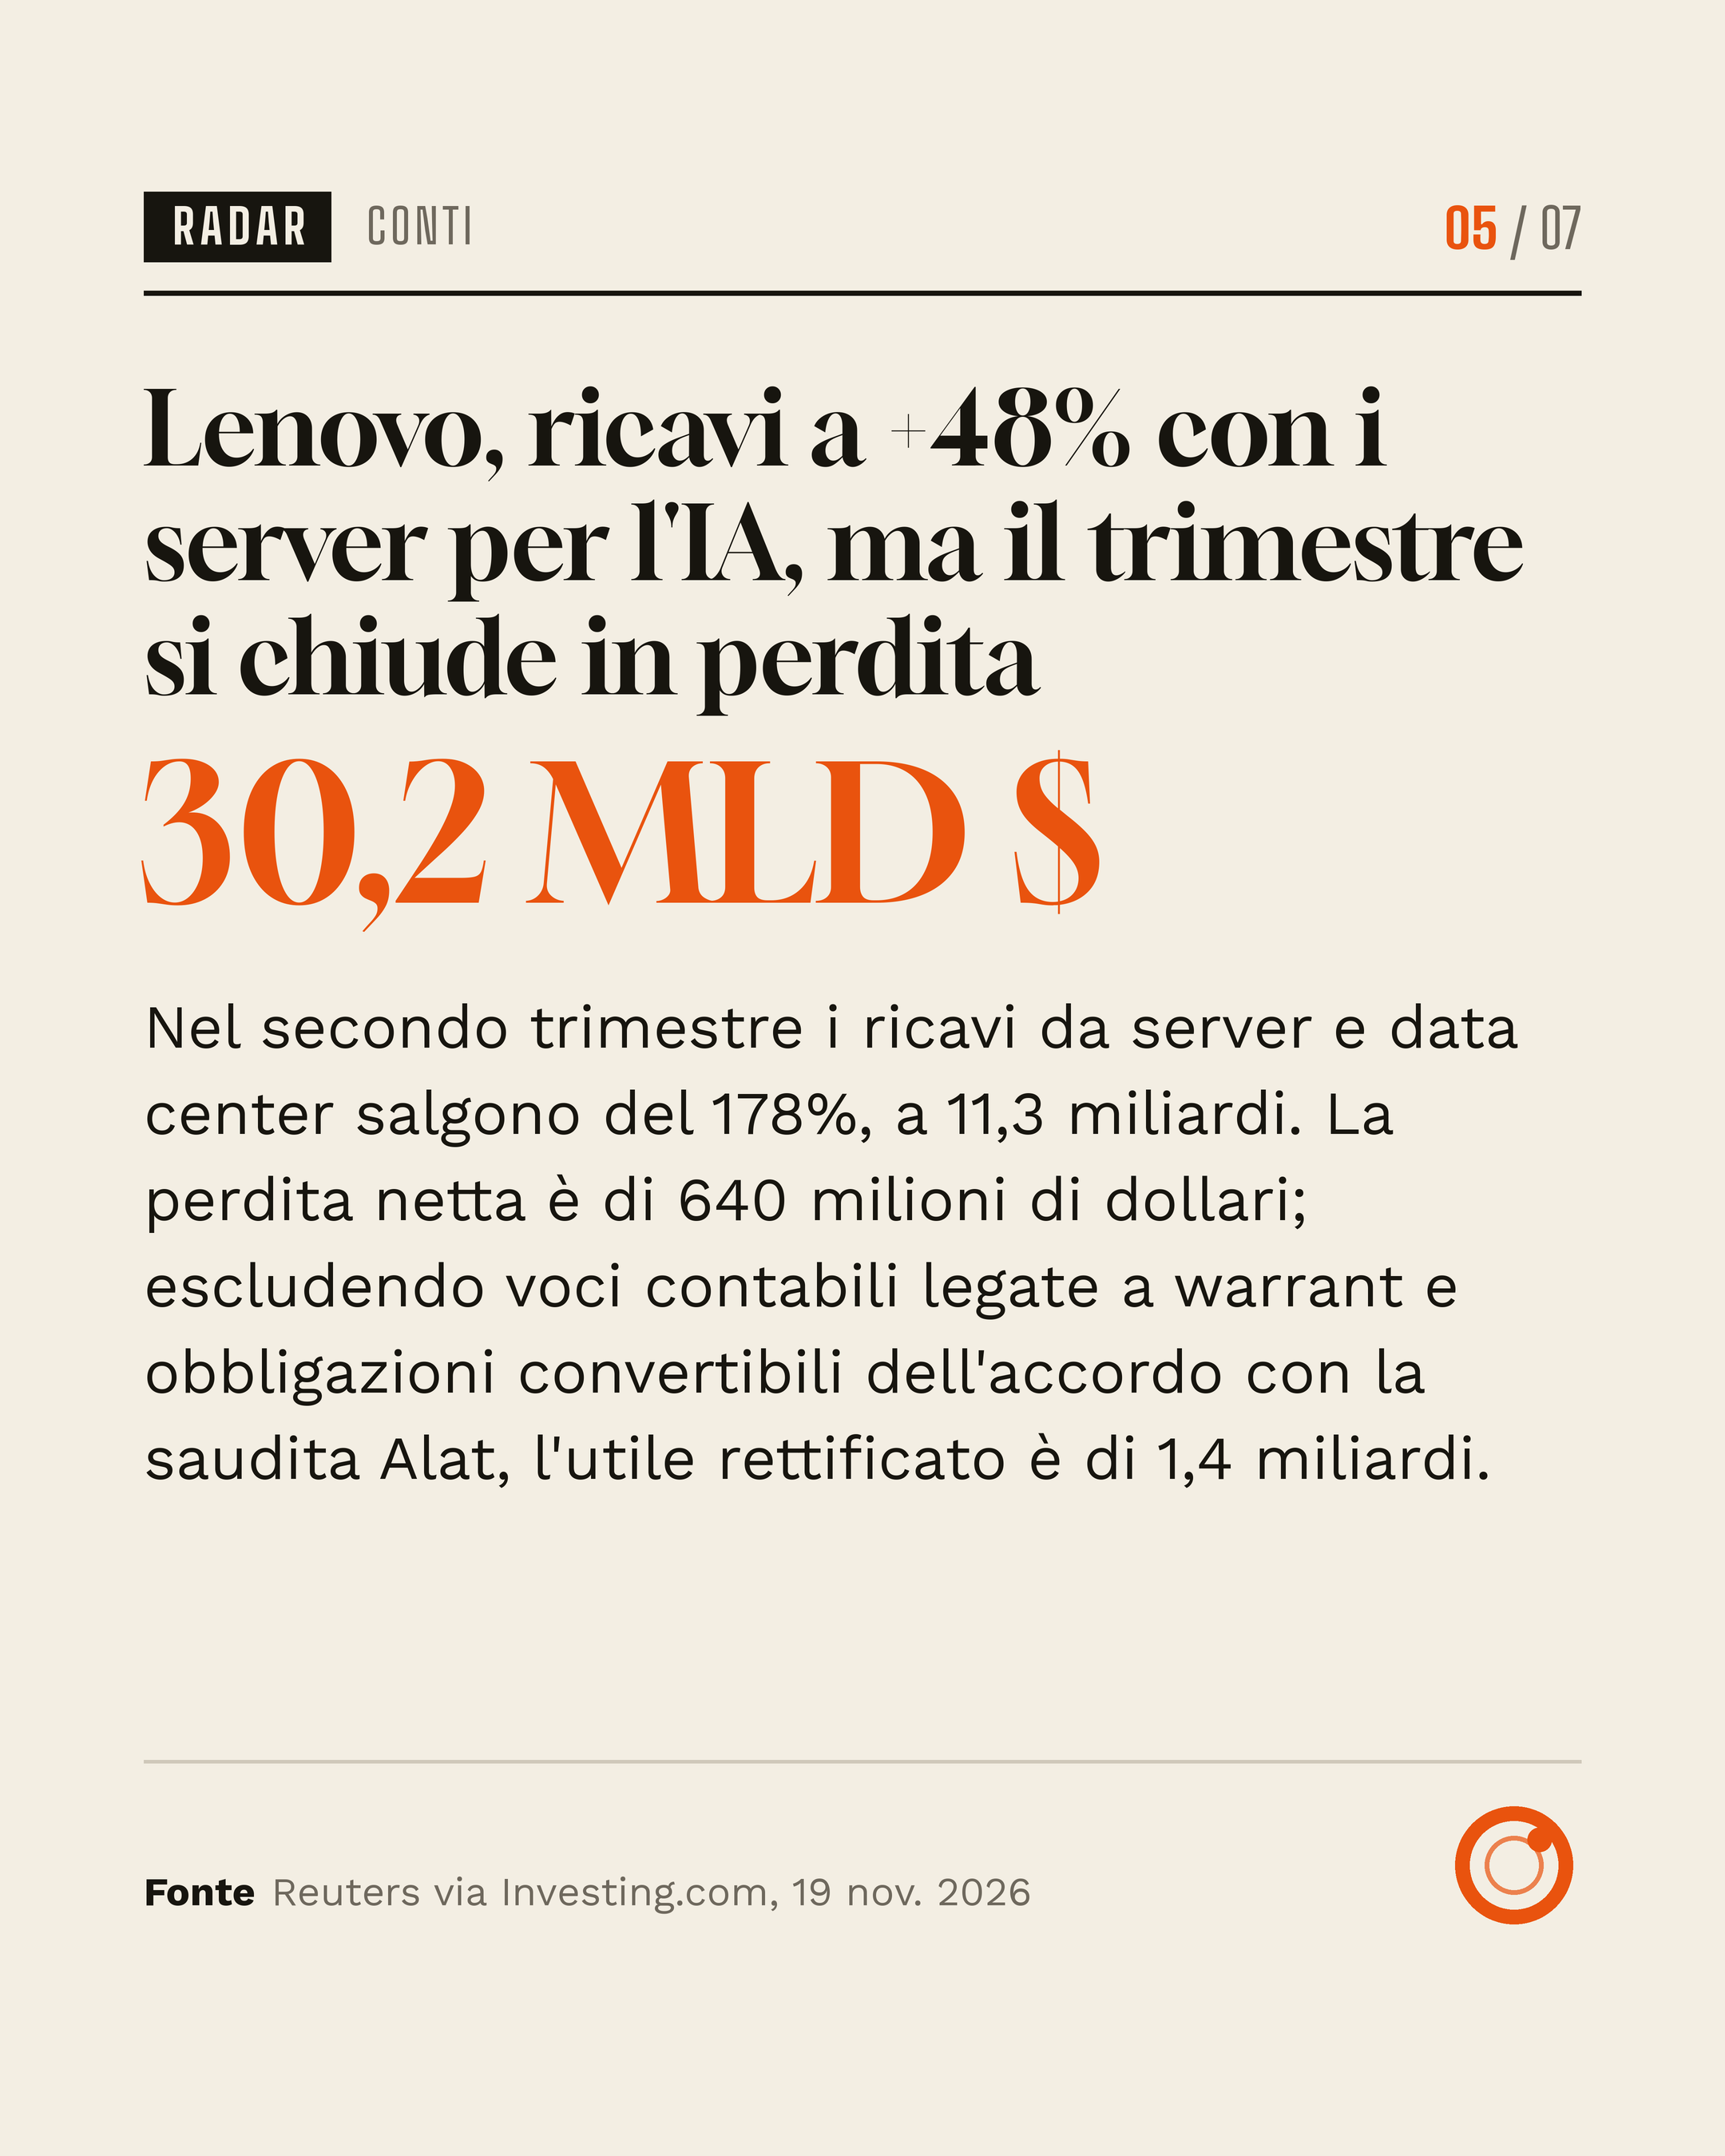 RADAR CONTI 05 / 07
Lenovo, ricavi a +48% con i
server per l'IA, ma il trimestre
si chiude in perdita
30,2 MLD $
Nel secondo trimestre i ricavi da server e data
center salgono del 178%, a 11,3 miliardi. La
perdita netta è di 640 milioni di dollari;
escludendo voci contabili legate a warrant e
obbligazioni convertibili dell'accordo con la
saudita Alat, l'utile rettificato è di 1,4 miliardi.
Fonte Reuters via Investing.com, 19 nov. 2026